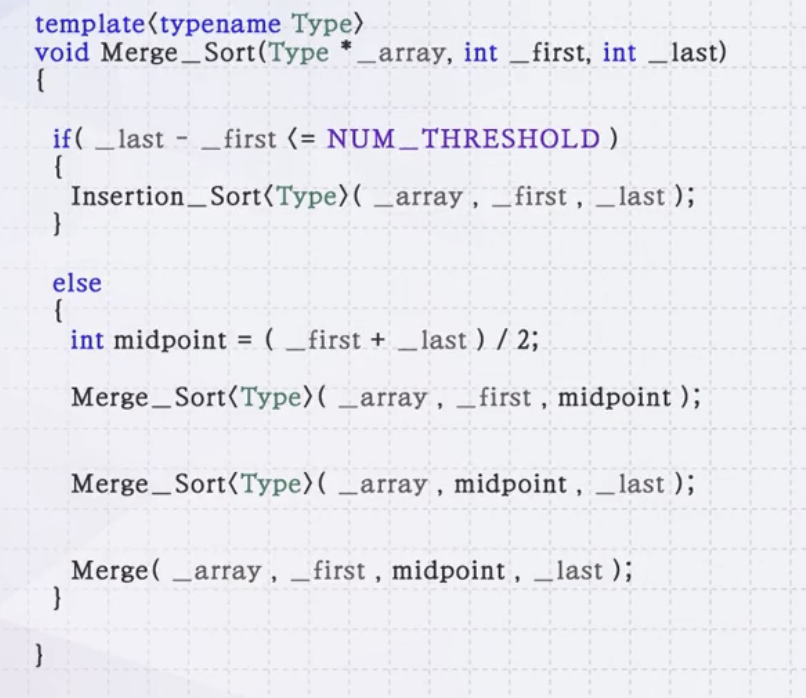 template<typename Type>
void Merge_Sort(Type *_array, int _first, int _last)
{
if( _last - _first <= NUM_THRESHOLD )
{
Insertion_Sort<Type>( _array , _first , _last );
}
else
{
int midpoint = ( _first + _last ) / 2;
Merge_Sort<Type>( _array , _first , midpoint );
Merge_Sort<Type>( _array , midpoint , _last );
Merge( _array , _first , midpoint , _last );
}
}